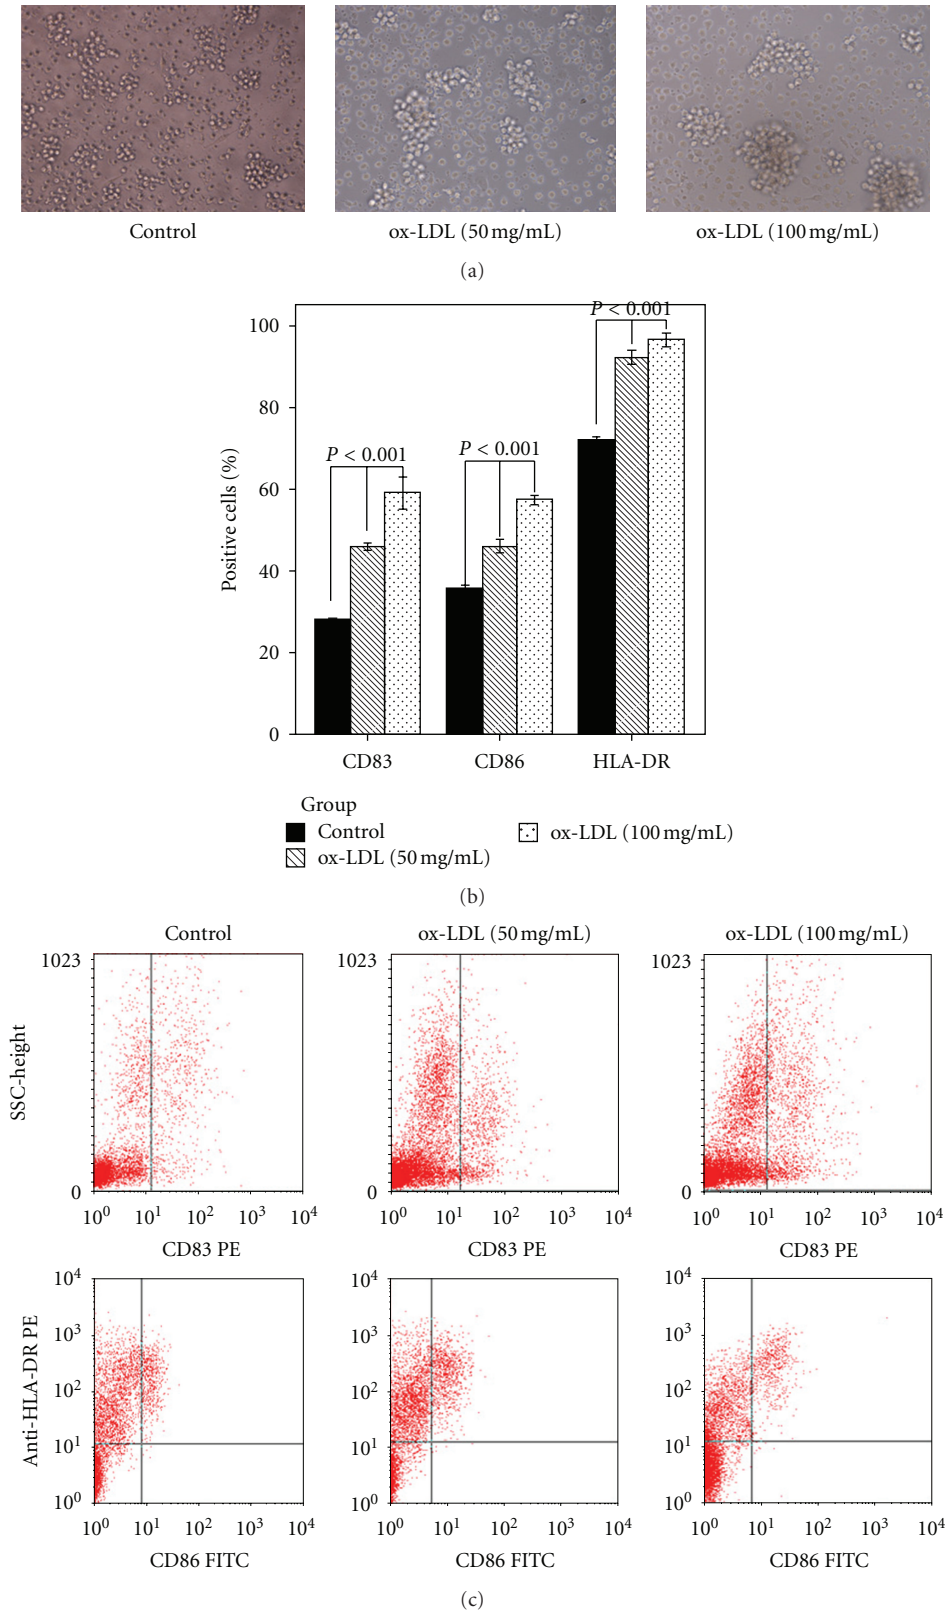 Control
ox-LDL (50 mg/mL)
ox-LDL (100 mg/mL)
(a)
P < 0.001
100
80
P < 0.001
P < 0.001
60
40
20
0
Positive cells (%)
CD83
CD86
HLA-DR
Group
Control
ox-LDL (100 mg/mL)
ox-LDL (50 mg/mL)
(b)
Control
ox-LDL (50 mg/mL)
ox-LDL (100 mg/mL)
SSC-height
1023
0
10⁰ 10¹ 10² 10³ 10⁴
CD83 PE
1023
0
10⁰ 10¹ 10² 10³ 10⁴
CD83 PE
1023
0
10⁰ 10¹ 10² 10³ 10⁴
CD83 PE
Anti-HLA-DR PE
10⁴
10³
10²
10¹
10⁰
10⁰ 10¹ 10² 10³ 10⁴
CD86 FITC
10⁴
10³
10²
10¹
10⁰
10⁰ 10¹ 10² 10³ 10⁴
CD86 FITC
10⁴
10³
10²
10¹
10⁰
10⁰ 10¹ 10² 10³ 10⁴
CD86 FITC
(c)